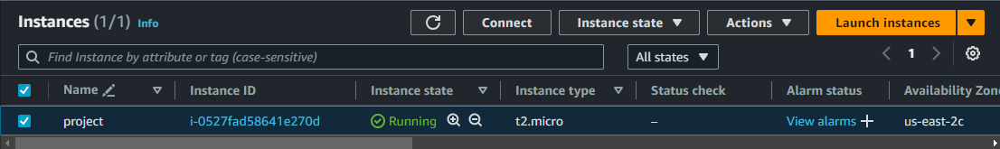 Instances (1/1) Info Connect Instance state Actions Launch instances
Find Instance by attribute or tag (case-sensitive) All states 1
Name Instance ID Instance state Instance type Status check Alarm status Availability Zone
project i-0527fad58641e270d Running t2.micro – View alarms + us-east-2c